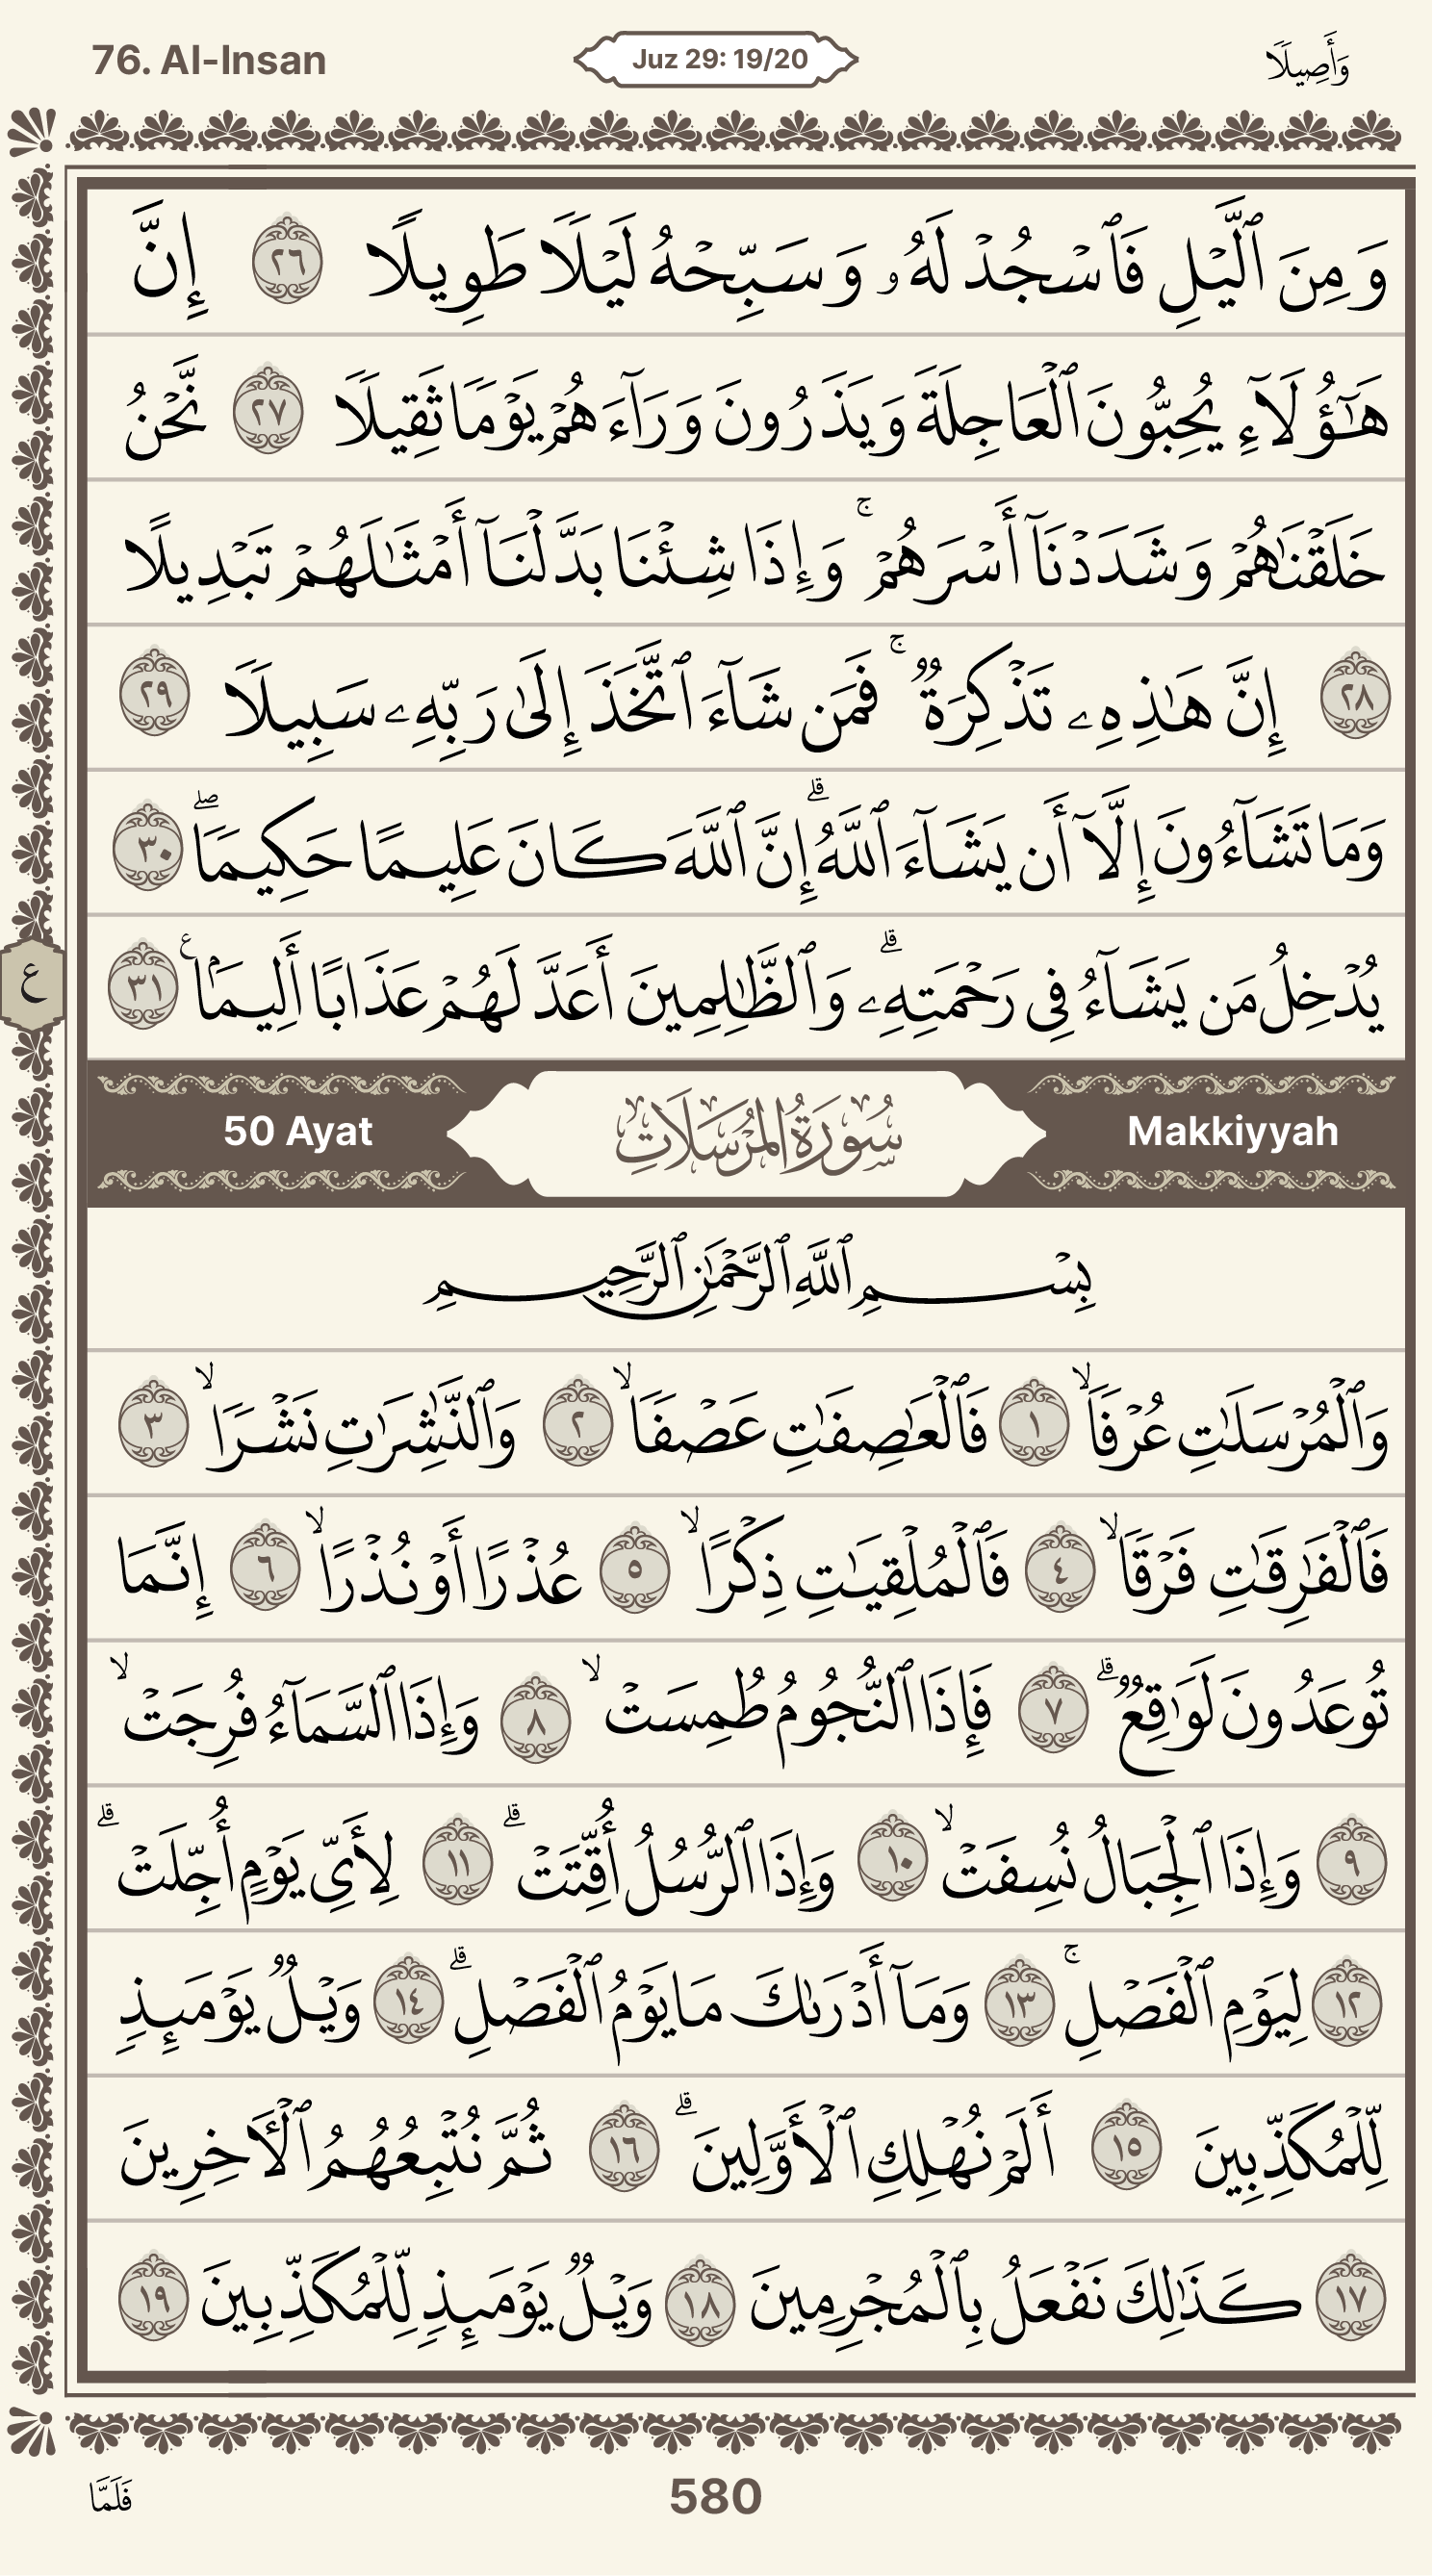 76. Al-Insan
Juz 29: 19/20
وَأَصِيلًا
وَمِنَ ٱلَّيْلِ فَٱسْجُدْ لَهُۥ وَسَبِّحْهُ لَيْلًا طَوِيلًا ٢٦ إِنَّ
هَـٰٓؤُلَآءِ يُحِبُّونَ ٱلْعَاجِلَةَ وَيَذَرُونَ وَرَآءَهُمْ يَوْمًا ثَقِيلًا ٢٧ نَّحْنُ
خَلَقْنَـٰهُمْ وَشَدَدْنَآ أَسْرَهُمْ ۚ وَإِذَا شِئْنَا بَدَّلْنَآ أَمْثَـٰلَهُمْ تَبْدِيلًا
٢٨ إِنَّ هَـٰذِهِۦ تَذْكِرَةٌ ۚ فَمَن شَآءَ ٱتَّخَذَ إِلَىٰ رَبِّهِۦ سَبِيلًا ٢٩
وَمَا تَشَآءُونَ إِلَّآ أَن يَشَآءَ ٱللَّهُ ۗ إِنَّ ٱللَّهَ كَانَ عَلِيمًا حَكِيمًا ۖ ٣٠
يُدْخِلُ مَن يَشَآءُ فِى رَحْمَتِهِۦ ۗ وَٱلظَّـٰلِمِينَ أَعَدَّ لَهُمْ عَذَابًا أَلِيمًۢا ع ٣١
ع
50 Ayat
سُورَةُ الْمُرْسَلَاتِ
Makkiyyah
بِسْمِ ٱللَّهِ ٱلرَّحْمَـٰنِ ٱلرَّحِيمِ
وَٱلْمُرْسَلَـٰتِ عُرْفًا ۙ ١ فَٱلْعَـٰصِفَـٰتِ عَصْفًا ۙ ٢ وَٱلنَّـٰشِرَٰتِ نَشْرًا ۙ ٣
فَٱلْفَـٰرِقَـٰتِ فَرْقًا ۙ ٤ فَٱلْمُلْقِيَـٰتِ ذِكْرًا ۙ ٥ عُذْرًا أَوْ نُذْرًا ۙ ٦ إِنَّمَا
تُوعَدُونَ لَوَٰقِعٌ ۗ ٧ فَإِذَا ٱلنُّجُومُ طُمِسَتْ ۙ ٨ وَإِذَا ٱلسَّمَآءُ فُرِجَتْ ۙ
٩ وَإِذَا ٱلْجِبَالُ نُسِفَتْ ۙ ١٠ وَإِذَا ٱلرُّسُلُ أُقِّتَتْ ۗ ١١ لِأَىِّ يَوْمٍ أُجِّلَتْ ۗ
١٢ لِيَوْمِ ٱلْفَصْلِ ۚ ١٣ وَمَآ أَدْرَىٰكَ مَا يَوْمُ ٱلْفَصْلِ ۗ ١٤ وَيْلٌ يَوْمَئِذٍ
لِّلْمُكَذِّبِينَ ١٥ أَلَمْ نُهْلِكِ ٱلْأَوَّلِينَ ۗ ١٦ ثُمَّ نُتْبِعُهُمُ ٱلْـَٔاخِرِينَ
١٧ كَذَٰلِكَ نَفْعَلُ بِٱلْمُجْرِمِينَ ١٨ وَيْلٌ يَوْمَئِذٍ لِّلْمُكَذِّبِينَ ١٩
فَلَمَّا
580